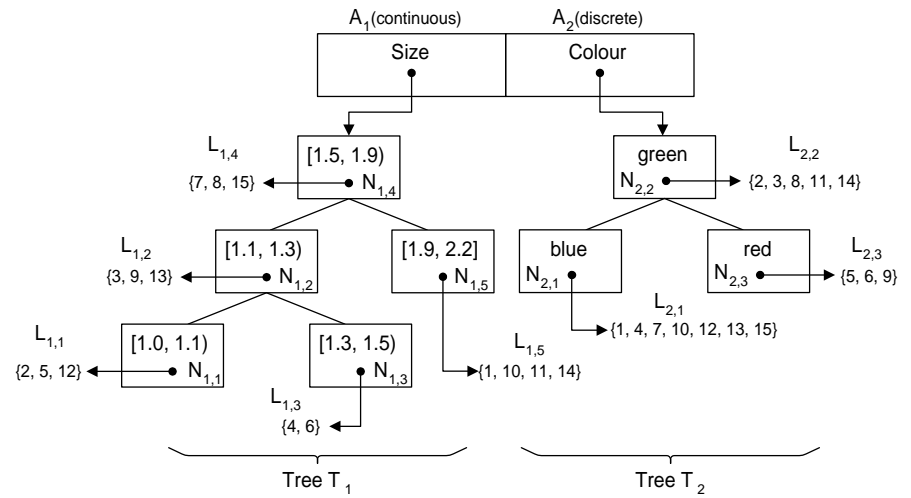 A1(continuous) A2(discrete)
Size Colour
L1,4 [1.5, 1.9) green L2,2
{7, 8, 15} N1,4 N2,2 {2, 3, 8, 11, 14}
L1,2 [1.1, 1.3) [1.9, 2.2] blue red L2,3
{3, 9, 13} N1,2 N1,5 N2,1 N2,3 {5, 6, 9}
L2,1
L1,1 [1.0, 1.1) [1.3, 1.5) L1,5 {1, 4, 7, 10, 12, 13, 15}
{2, 5, 12} N1,1 N1,3 {1, 10, 11, 14}
L1,3
{4, 6}
Tree T1 Tree T2